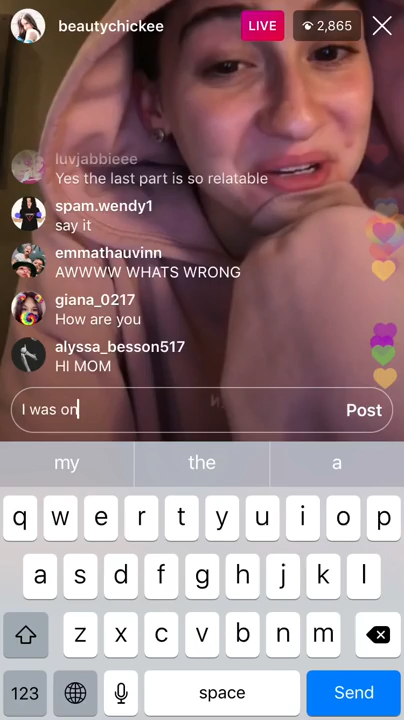 beautychickee LIVE 2,865
luvjabbieee
Yes the last part is so relatable
spam.wendy1
say it
emmathauvinn
AWWWW WHATS WRONG
giana_0217
How are you
alyssa_besson517
HI MOM
I was on Post
my the a
q w e r t y u i o p
a s d f g h j k l
z x c v b n m
123 space Send